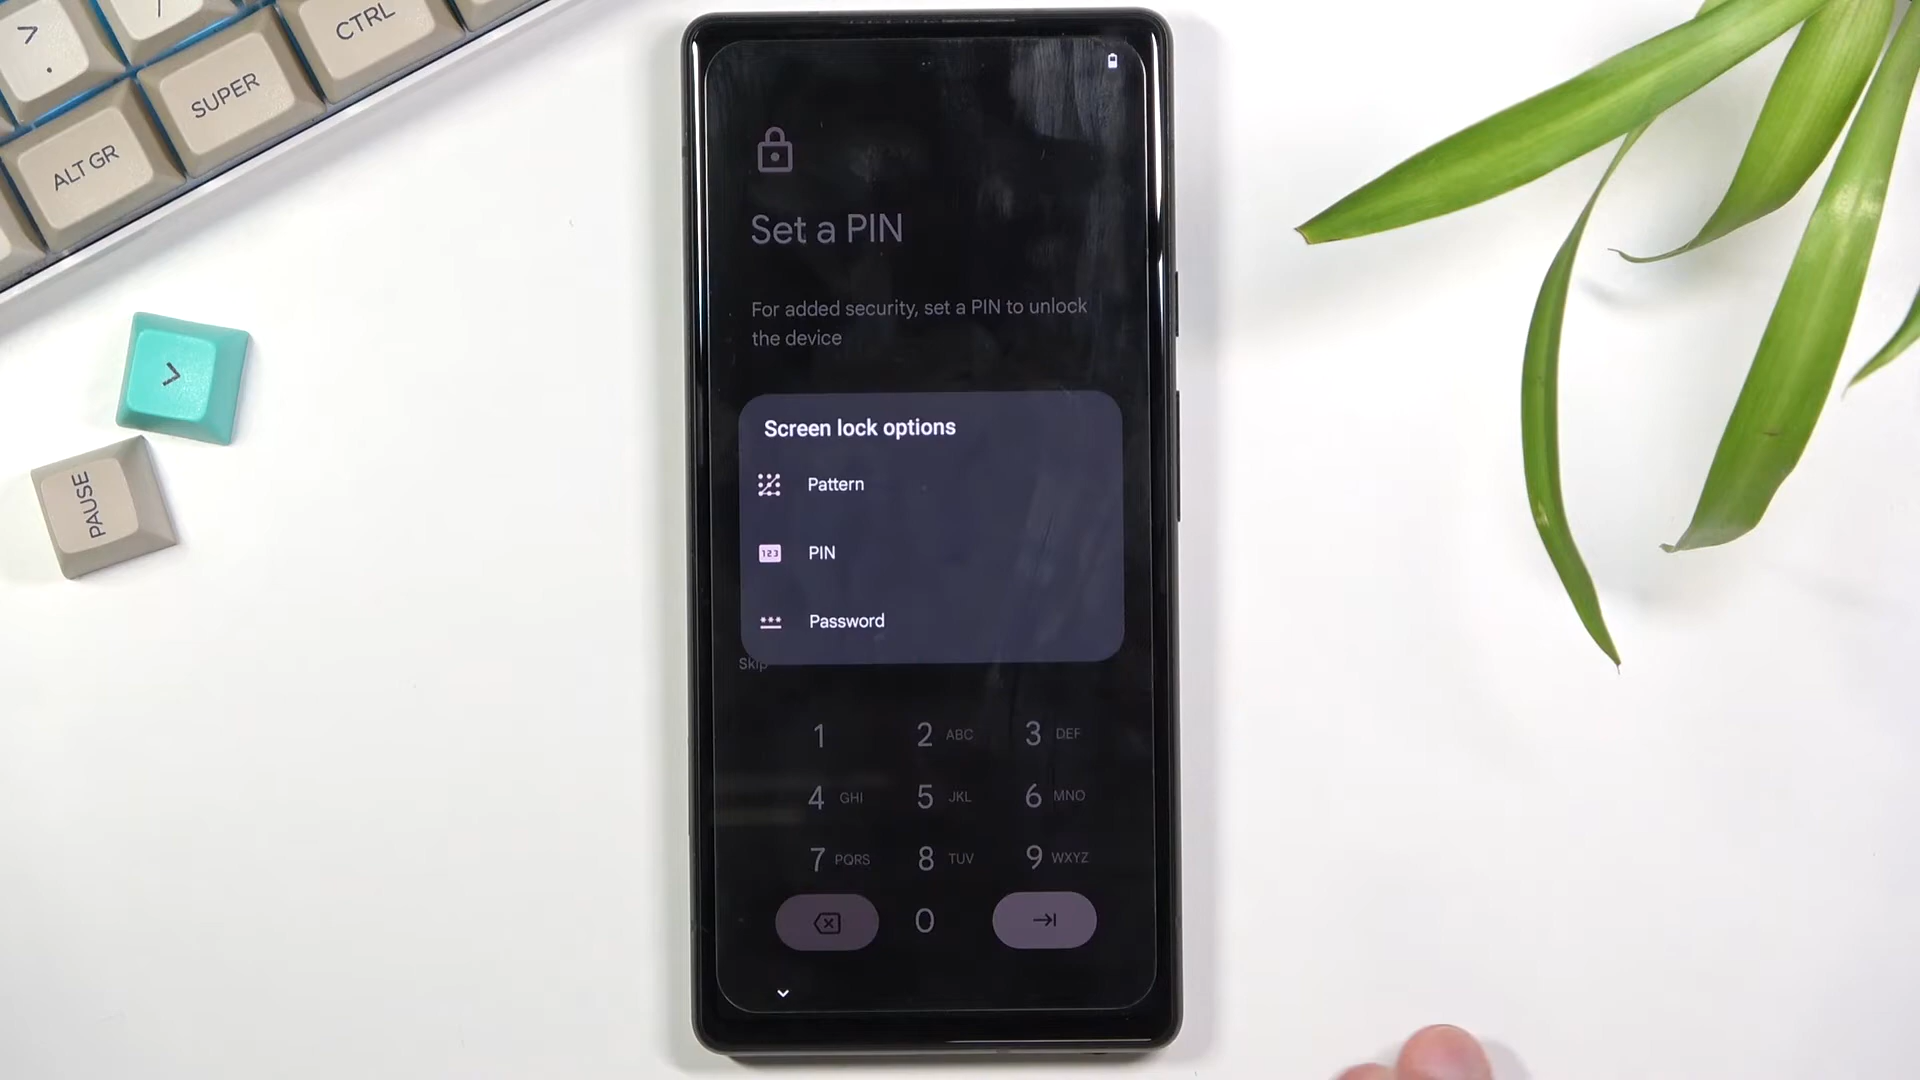 >
.
/
CTRL
SUPER
ALT GR
>
PAUSE
Set a PIN
For added security, set a PIN to unlock
the device
Screen lock options
Pattern
123
PIN
Password
Skip
1
2 ABC
3 DEF
4 GHI
5 JKL
6 MNO
7 PQRS
8 TUV
9 WXYZ
0